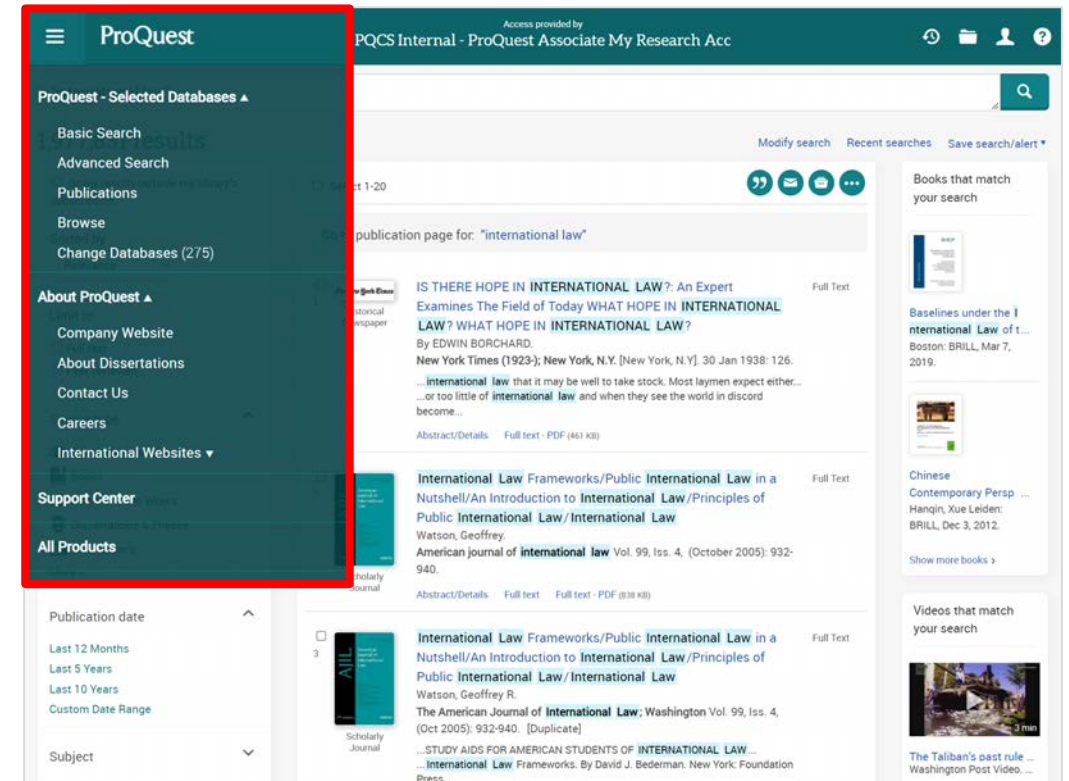 ProQuest
Access provided by
PQCS Internal - ProQuest Associate My Research Acc
ProQuest - Selected Databases ▲
Basic Search
Advanced Search
Publications
Browse
Change Databases (275)
About ProQuest ▲
Company Website
About Dissertations
Contact Us
Careers
International Websites ▼
Support Center
All Products
Publication date
Last 12 Months
Last 5 Years
Last 10 Years
Custom Date Range
Subject
results
Modify search Recent searches Save search/alert ▾
ct 1-20
publication page for: "international law"
IS THERE HOPE IN INTERNATIONAL LAW?: An Expert
Examines The Field of Today WHAT HOPE IN INTERNATIONAL
LAW? WHAT HOPE IN INTERNATIONAL LAW?
By EDWIN BORCHARD.
New York Times (1923-); New York, N.Y. [New York, N.Y]. 30 Jan 1938: 126.
... international law that it may be well to take stock. Most laymen expect either...
...or too little of international law and when they see the world in discord
become...
Abstract/Details Full text - PDF (461 KB)
Full Text
International Law Frameworks/Public International Law in a
Nutshell/An Introduction to International Law/Principles of
Public International Law/International Law
Watson, Geoffrey.
American journal of international law Vol. 99, Iss. 4, (October 2005): 932-
940.
Abstract/Details Full text Full text - PDF (838 KB)
Full Text
3
AJIL
Scholarly
Journal
International Law Frameworks/Public International Law in a
Nutshell/An Introduction to International Law/Principles of
Public International Law/International Law
Watson, Geoffrey R.
The American Journal of International Law; Washington Vol. 99, Iss. 4,
(Oct 2005): 932-940. [Duplicate]
...STUDY AIDS FOR AMERICAN STUDENTS OF INTERNATIONAL LAW...
...International Law Frameworks. By David J. Bederman. New York: Foundation
Press
Full Text
Books that match
your search
Baselines under the I
nternational Law of t...
Boston: BRILL, Mar 7,
2019.
Chinese
Contemporary Persp ...
Hanqin, Xue Leiden:
BRILL, Dec 3, 2012.
Show more books >
Videos that match
your search
3 min
The Taliban's past rule ...
Washington Post Video. ...